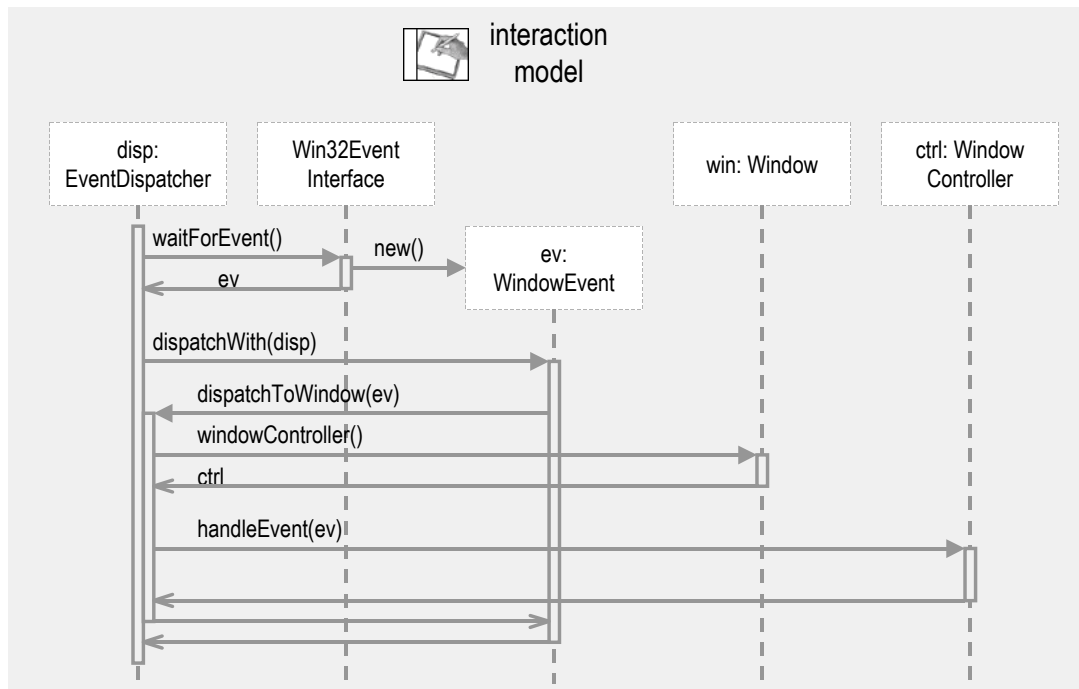 interaction
model
disp:
EventDispatcher
Win32Event
Interface
win: Window
ctrl: Window
Controller
waitForEvent()
new()
ev:
WindowEvent
ev
dispatchWith(disp)
dispatchToWindow(ev)
windowController()
ctrl
handleEvent(ev)